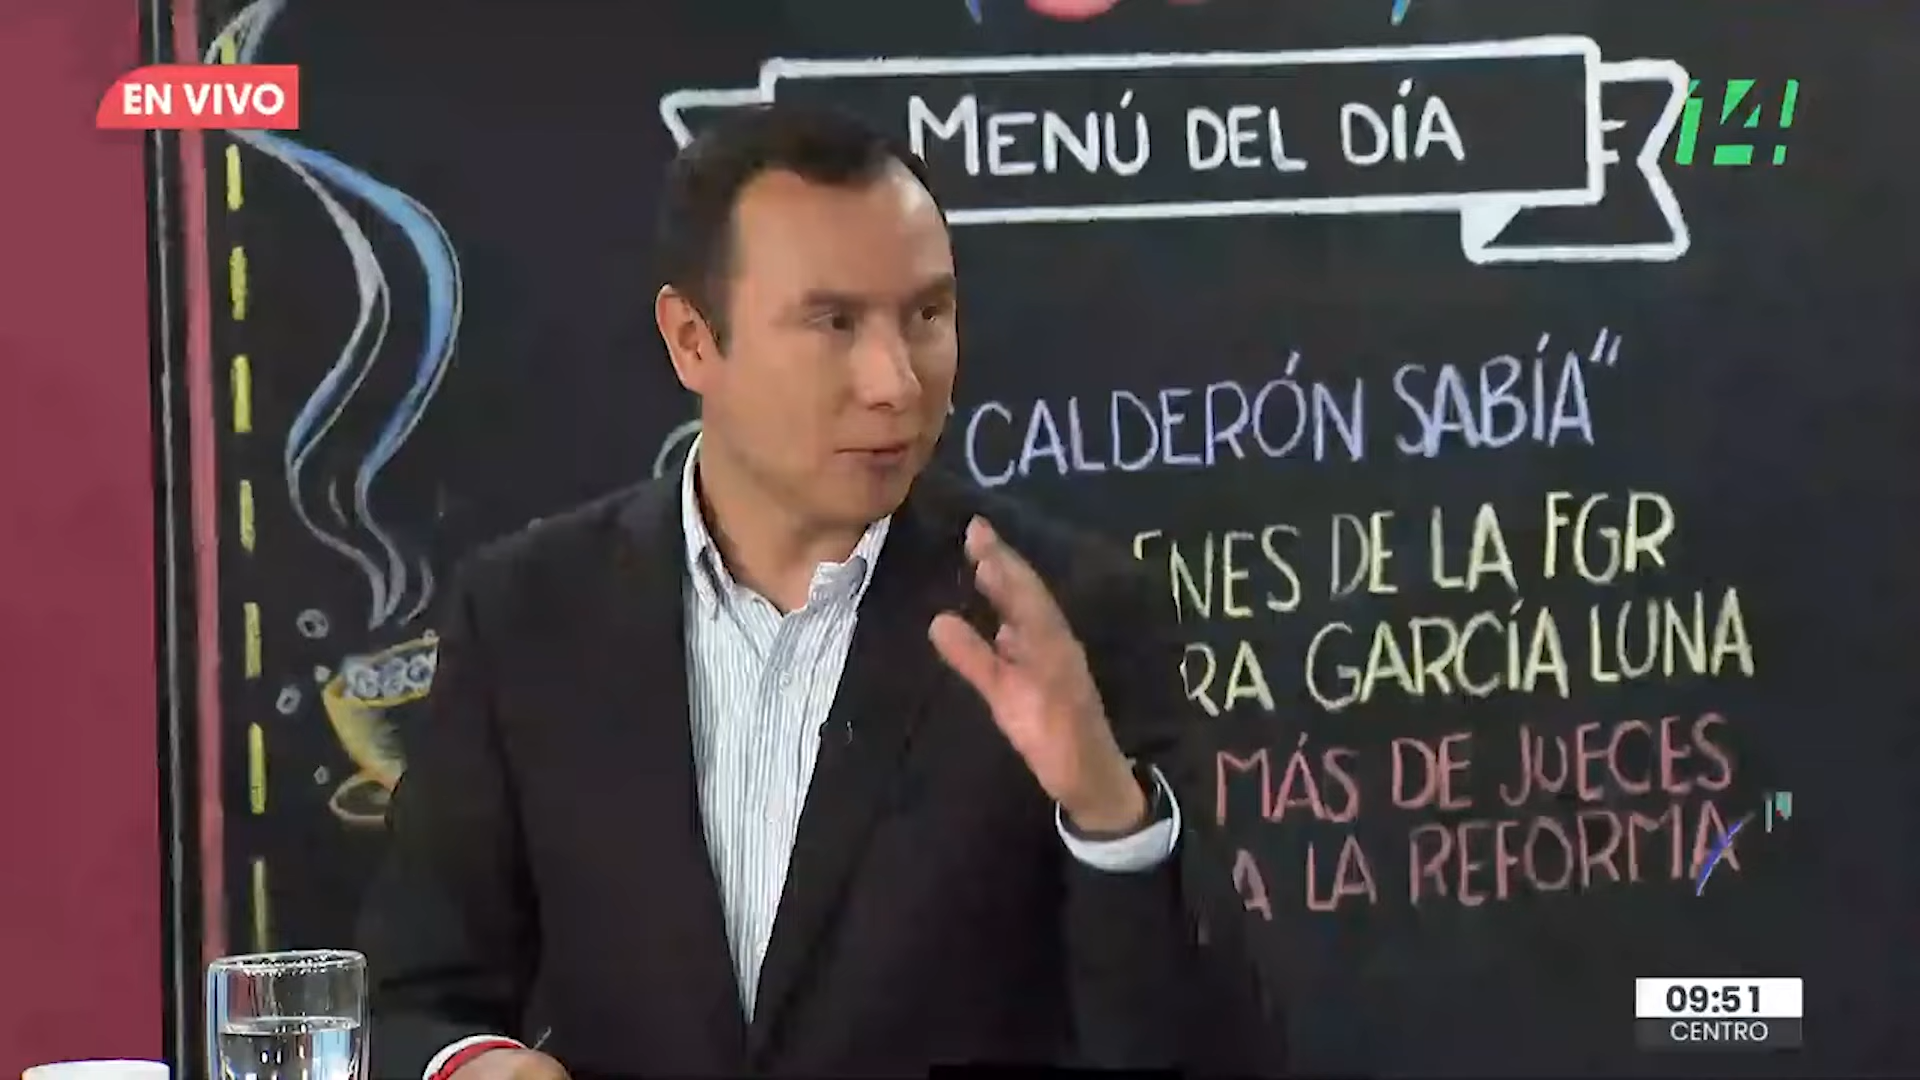 EN VIVO
MENÚ DEL DÍA
14!
"CALDERÓN SABÍA"
NES DE LA FGR
RA GARCÍA LUNA
MÁS DE JUECES
A LA REFORMA
09:51
CENTRO